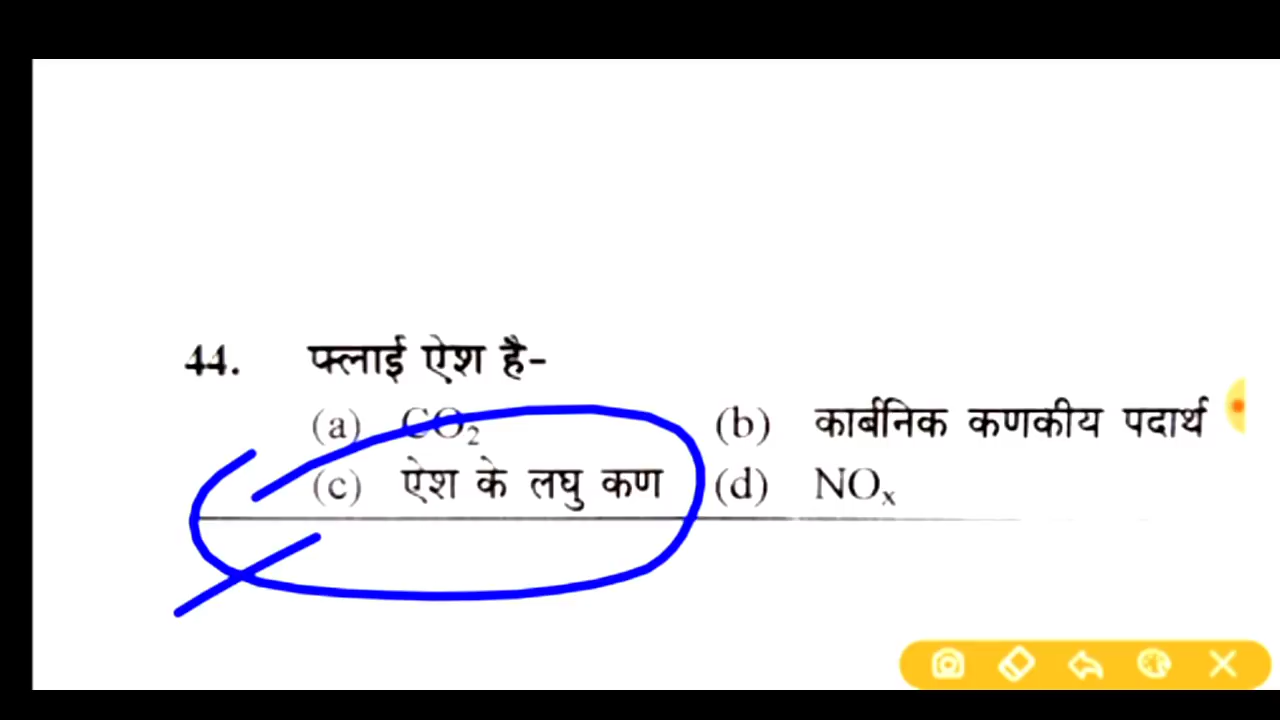 44. फ्लाई ऐश है-
(a) CO₂ (b) कार्बनिक कणकीय पदार्थ
(c) ऐश के लघु कण (d) NOₓ